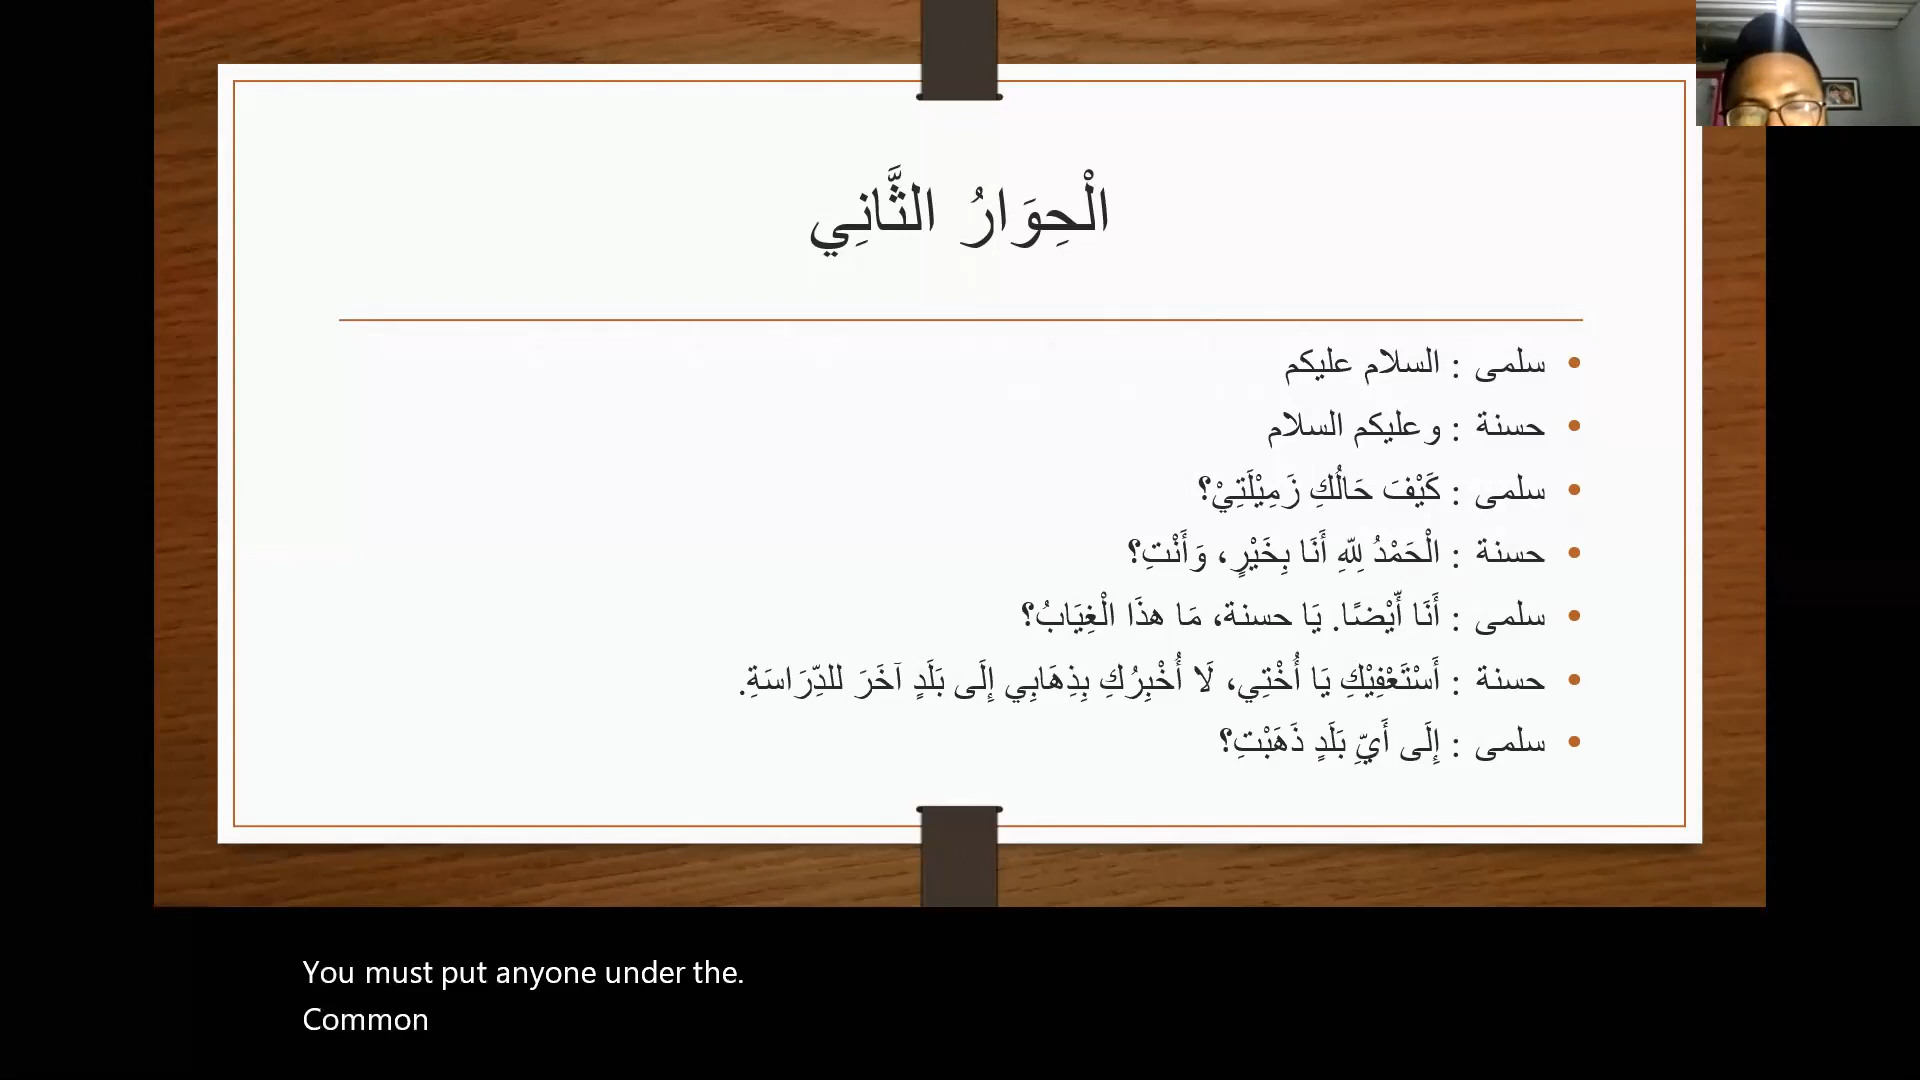 الْحِوَارُ الثَّانِي
• سلمى : السلام عليكم
• حسنة : وعليكم السلام
• سلمى : كَيْفَ حَالُكِ زَمِيْلَتِيْ؟
• حسنة : الْحَمْدُ لِلّٰهِ أَنَا بِخَيْرٍ، وَأَنْتِ؟
• سلمى : أَنَا أَيْضًا. يَا حسنة، مَا هذَا الْغِيَابُ؟
• حسنة : أَسْتَعْفِيْكِ يَا أُخْتِي، لَا أُخْبِرُكِ بِذِهَابِي إِلَى بَلَدٍ آخَرَ للدِّرَاسَةِ.
• سلمى : إِلَى أَيِّ بَلَدٍ ذَهَبْتِ؟
You must put anyone under the.
Common